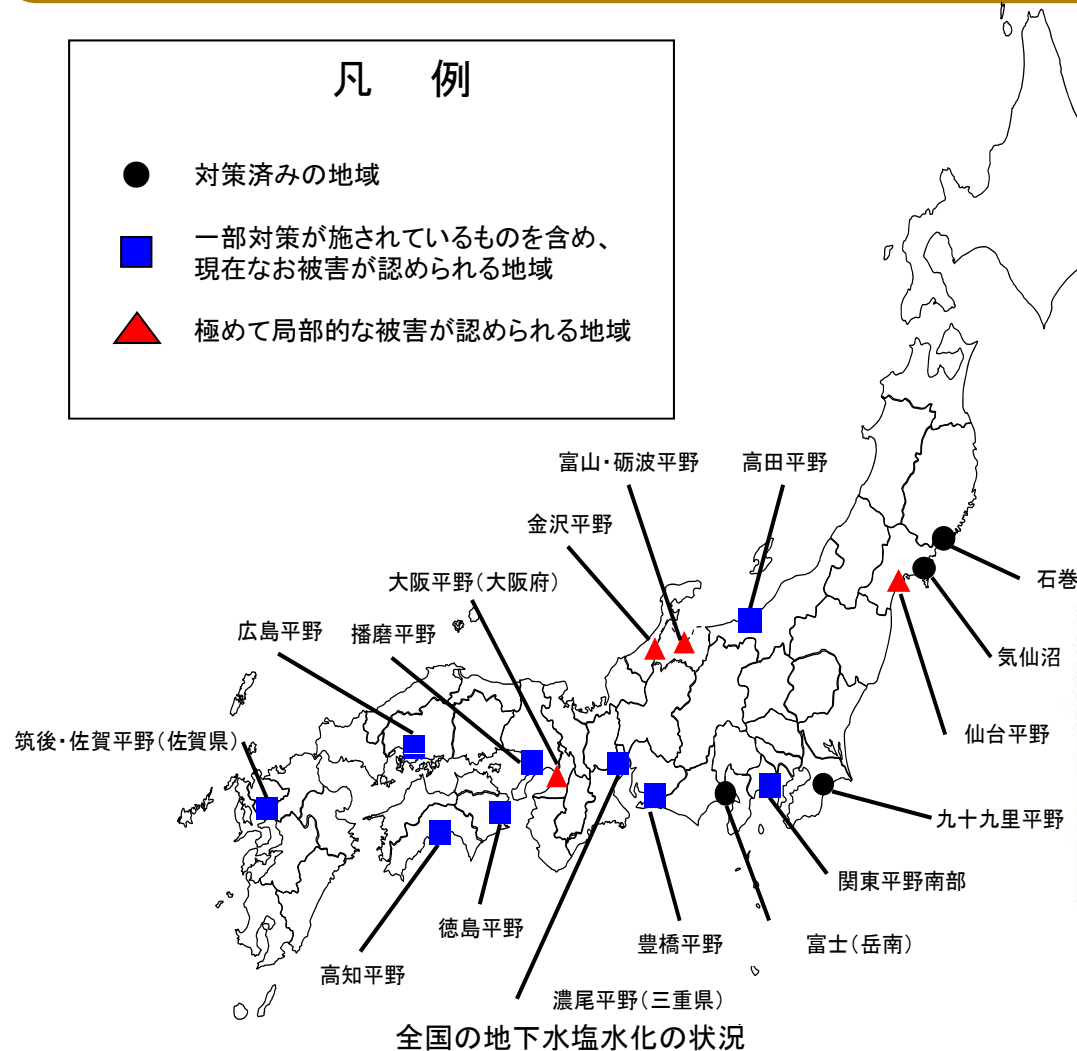 凡 例
対策済みの地域
一部対策が施されているものを含め、
現在なお被害が認められる地域
極めて局部的な被害が認められる地域
富山・砺波平野
高田平野
金沢平野
大阪平野(大阪府)
石巻
広島平野
播磨平野
気仙沼
筑後・佐賀平野(佐賀県)
仙台平野
九十九里平野
関東平野南部
徳島平野
豊橋平野
富士(岳南)
高知平野
濃尾平野(三重県)
全国の地下水塩水化の状況